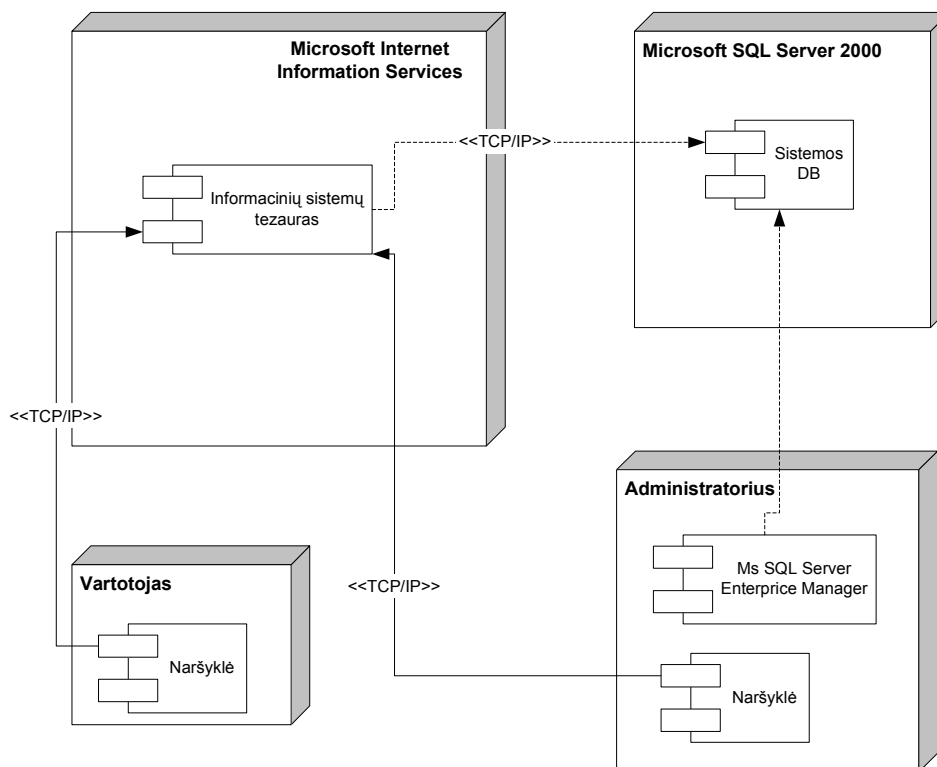 Microsoft Internet
Information Services
Microsoft SQL Server 2000
<<TCP/IP>>
Sistemos
DB
Informacinių sistemų
tezauras
<<TCP/IP>>
Administratorius
Ms SQL Server
Enterprice Manager
Vartotojas
<<TCP/IP>>
Naršyklė
Naršyklė